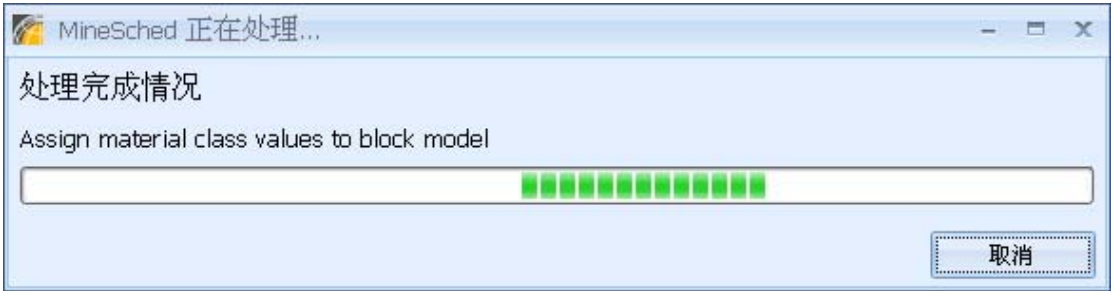 MineSched 正在处理...
处理完成情况
Assign material class values to block model
取消